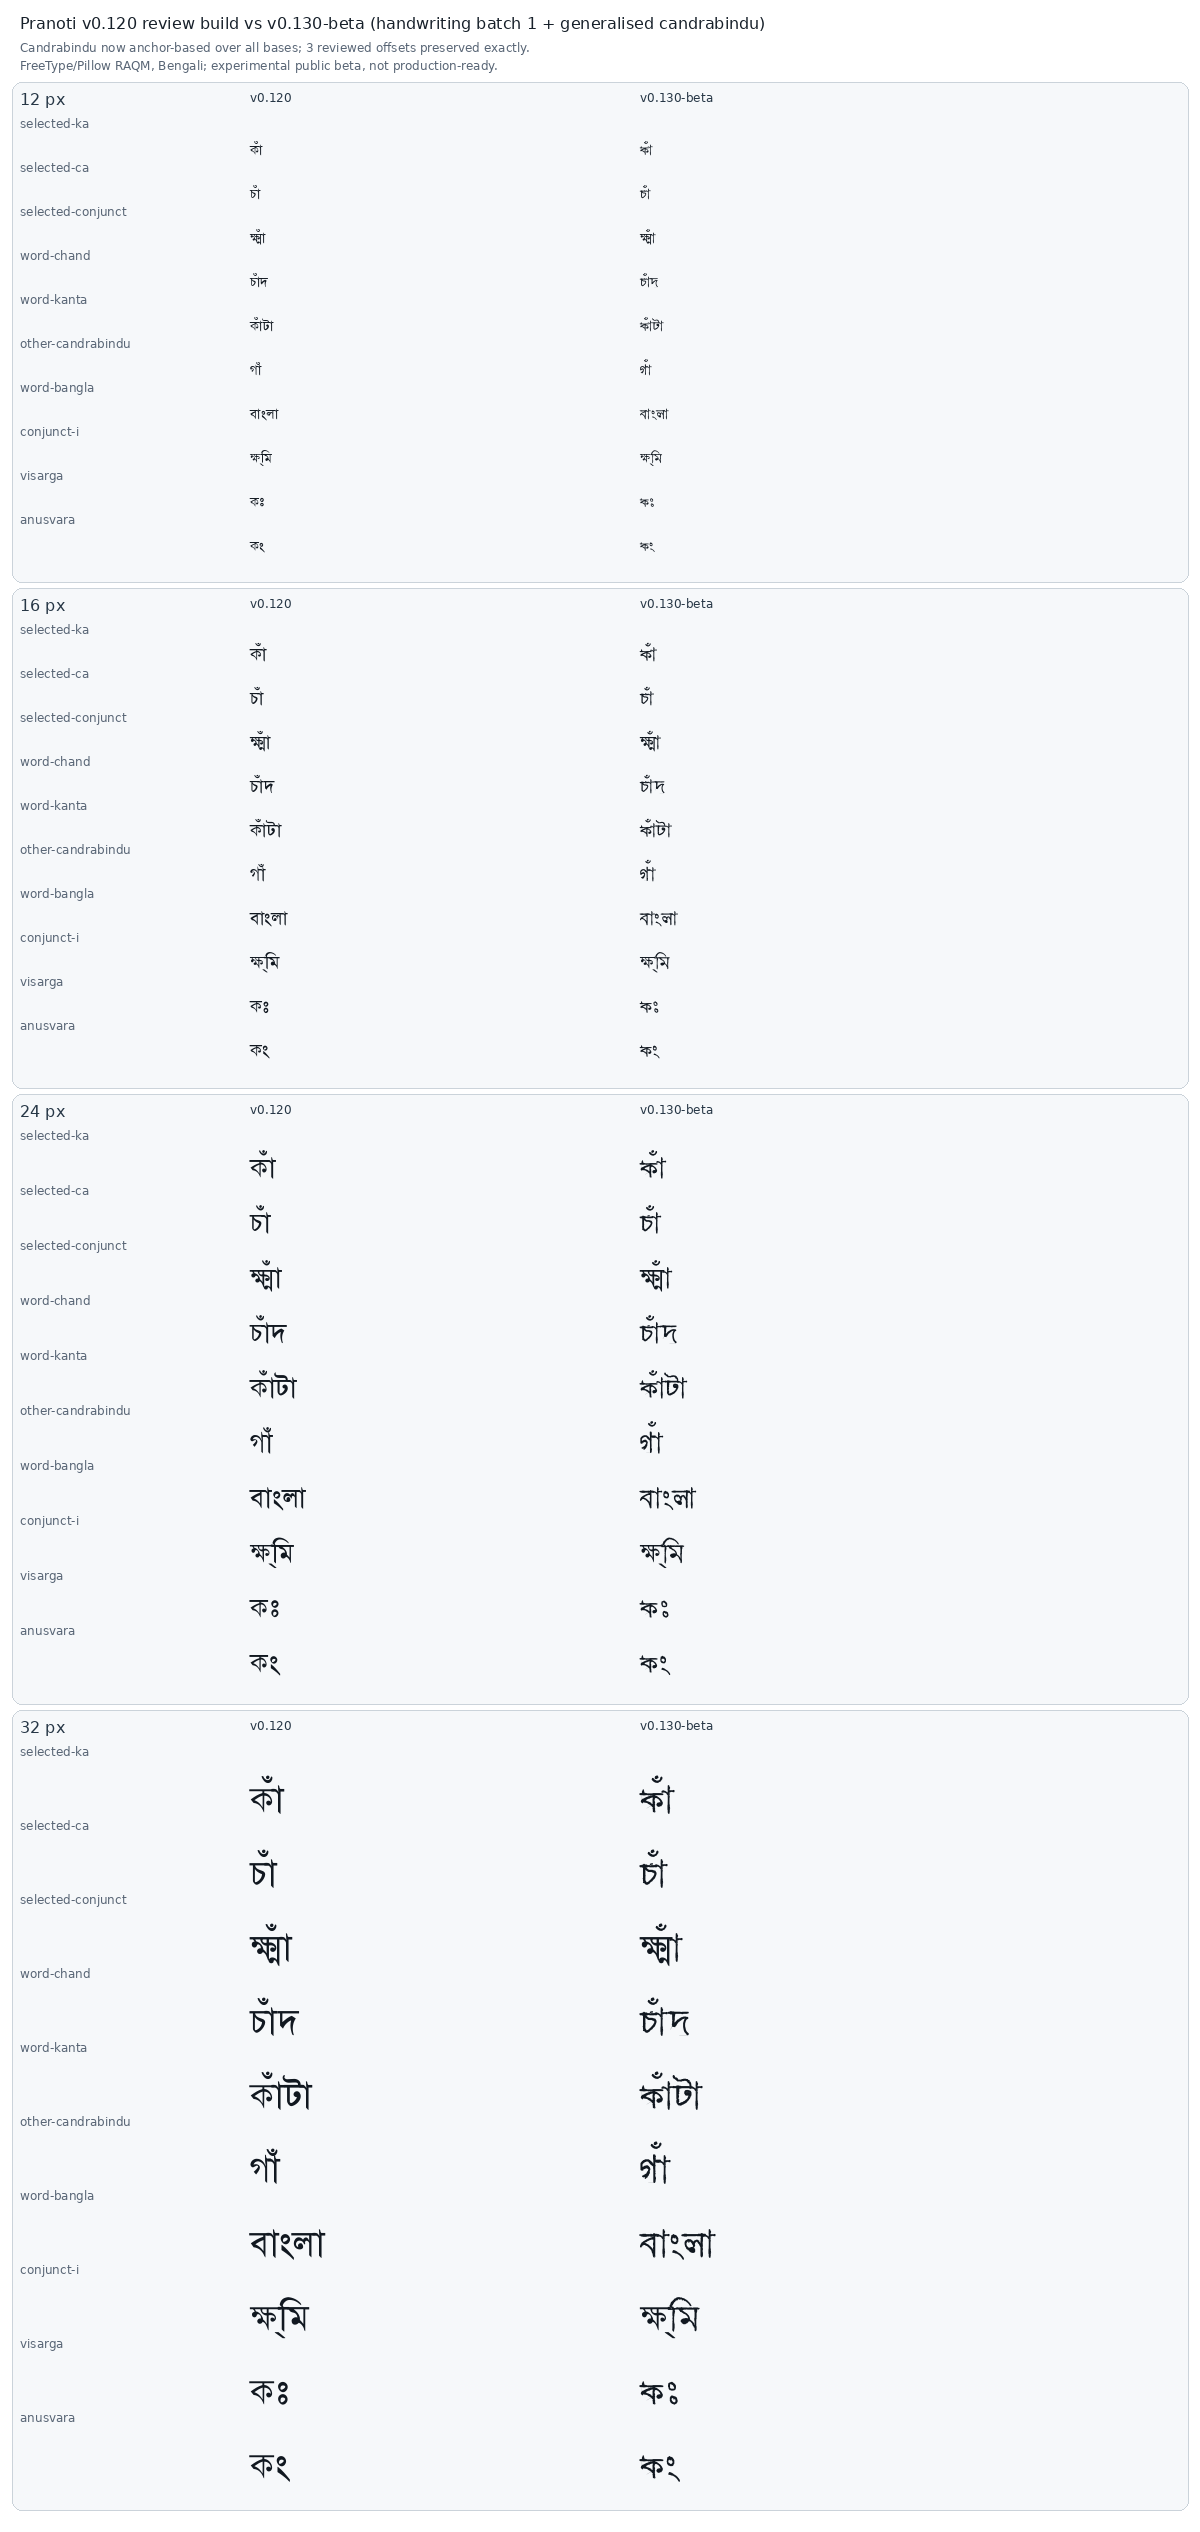 Pranoti v0.120 review build vs v0.130-beta (handwriting batch 1 + generalised candrabindu)
Candrabindu now anchor-based over all bases; 3 reviewed offsets preserved exactly.
FreeType/Pillow RAQM, Bengali; experimental public beta, not production-ready.
12 px v0.120 v0.130-beta
selected-ka
কাঁ কাঁ
selected-ca
চাঁ চাঁ
selected-conjunct
ক্ষ্মাঁ ক্ষ্মাঁ
word-chand
চাঁদ চাঁদ
word-kanta
কাঁটা কাঁটা
other-candrabindu
গাঁ গাঁ
word-bangla
বাংলা বাংলা
conjunct-i
ক্ষ্‌মি ক্ষ্‌মি
visarga
কঃ কঃ
anusvara
কং কং
16 px v0.120 v0.130-beta
selected-ka
কাঁ কাঁ
selected-ca
চাঁ চাঁ
selected-conjunct
ক্ষ্মাঁ ক্ষ্মাঁ
word-chand
চাঁদ চাঁদ
word-kanta
কাঁটা কাঁটা
other-candrabindu
গাঁ গাঁ
word-bangla
বাংলা বাংলা
conjunct-i
ক্ষ্‌মি ক্ষ্‌মি
visarga
কঃ কঃ
anusvara
কং কং
24 px v0.120 v0.130-beta
selected-ka
কাঁ কাঁ
selected-ca
চাঁ চাঁ
selected-conjunct
ক্ষ্মাঁ ক্ষ্মাঁ
word-chand
চাঁদ চাঁদ
word-kanta
কাঁটা কাঁটা
other-candrabindu
গাঁ গাঁ
word-bangla
বাংলা বাংলা
conjunct-i
ক্ষ্‌মি ক্ষ্‌মি
visarga
কঃ কঃ
anusvara
কং কং
32 px v0.120 v0.130-beta
selected-ka
কাঁ কাঁ
selected-ca
চাঁ চাঁ
selected-conjunct
ক্ষ্মাঁ ক্ষ্মাঁ
word-chand
চাঁদ চাঁদ
word-kanta
কাঁটা কাঁটা
other-candrabindu
গাঁ গাঁ
word-bangla
বাংলা বাংলা
conjunct-i
ক্ষ্‌মি ক্ষ্‌মি
visarga
কঃ কঃ
anusvara
কং কং